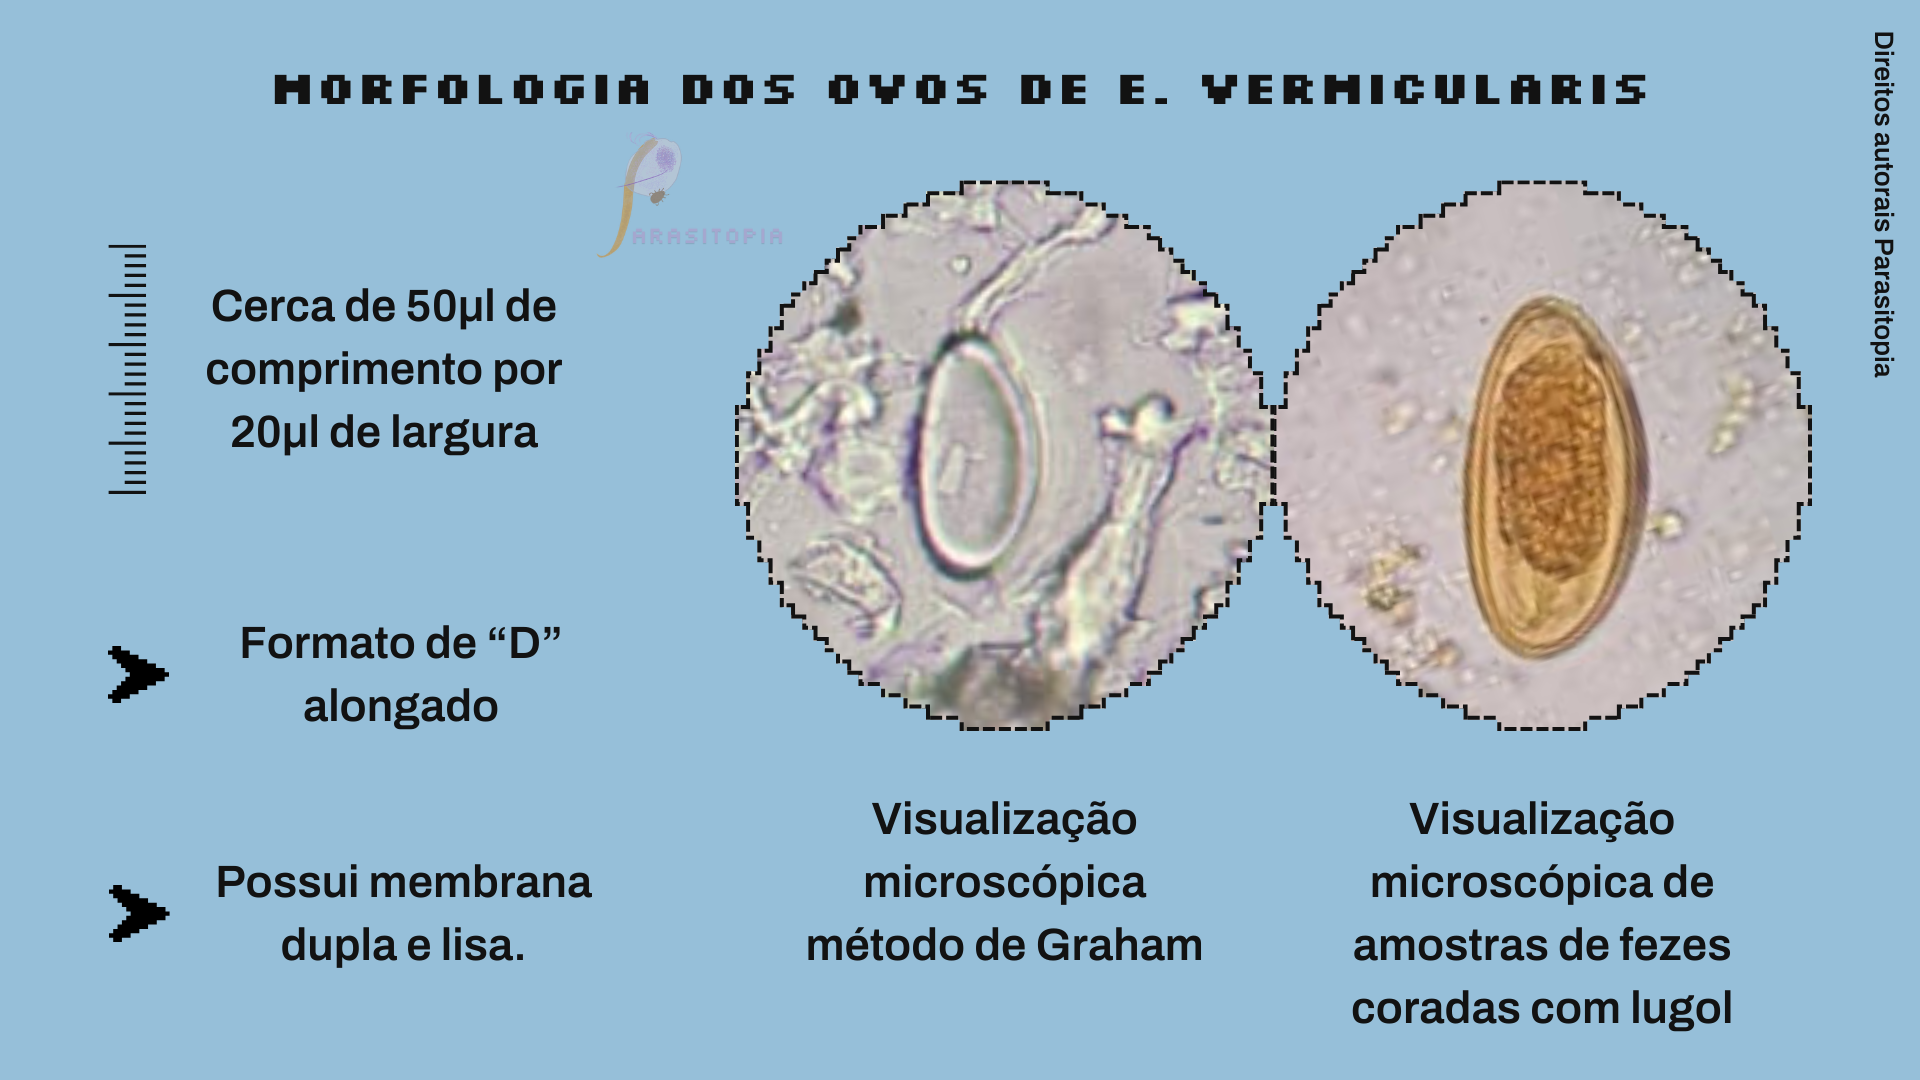 MORFOLOGIA DOS OVOS DE E. VERMICULARIS
Direitos autorais Parasitopia
ARASITOPIA
Cerca de 50µl de
comprimento por
20µl de largura
Formato de “D”
alongado
Possui membrana
dupla e lisa.
Visualização
microscópica
método de Graham
Visualização
microscópica de
amostras de fezes
coradas com lugol